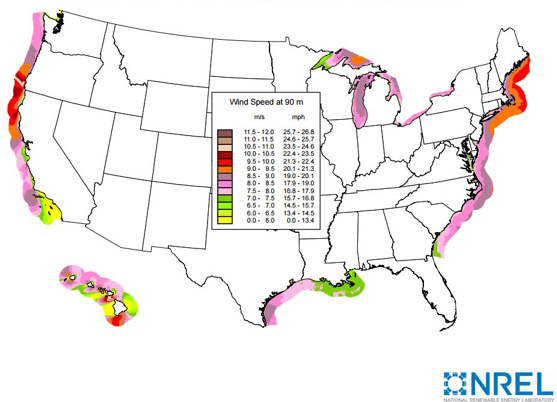 Wind Speed at 90 m
m/s mph
11.5 - 12.0 25.7 - 26.8
11.0 - 11.5 24.6 - 25.7
10.5 - 11.0 23.5 - 24.6
10.0 - 10.5 22.4 - 23.5
9.5 - 10.0 21.3 - 22.4
9.0 - 9.5 20.1 - 21.3
8.5 - 9.0 19.0 - 20.1
8.0 - 8.5 17.9 - 19.0
7.5 - 8.0 16.8 - 17.9
7.0 - 7.5 15.7 - 16.8
6.5 - 7.0 14.5 - 15.7
6.0 - 6.5 13.4 - 14.5
0.0 - 6.0 0.0 - 13.4
NREL
NATIONAL RENEWABLE ENERGY LABORATORY